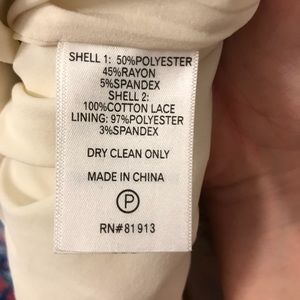 SHELL 1: 50%POLYESTER
45%RAYON
5%SPANDEX
SHELL 2:
100%COTTON LACE
LINING: 97%POLYESTER
3%SPANDEX
DRY CLEAN ONLY
MADE IN CHINA
P
RN#81913